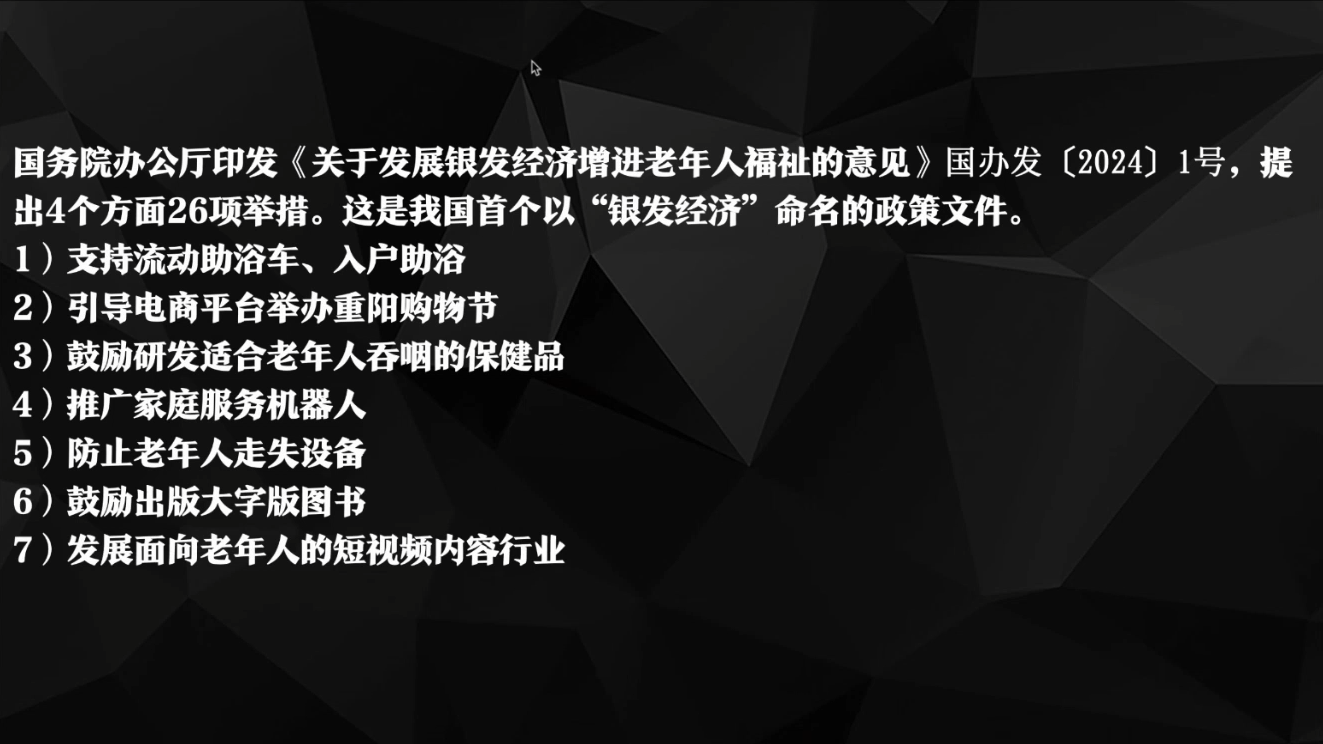 国务院办公厅印发《关于发展银发经济增进老年人福祉的意见》国办发〔2024〕1号，提
出4个方面26项举措。这是我国首个以“银发经济”命名的政策文件。
1）支持流动助浴车、入户助浴
2）引导电商平台举办重阳购物节
3）鼓励研发适合老年人吞咽的保健品
4）推广家庭服务机器人
5）防止老年人走失设备
6）鼓励出版大字版图书
7）发展面向老年人的短视频内容行业